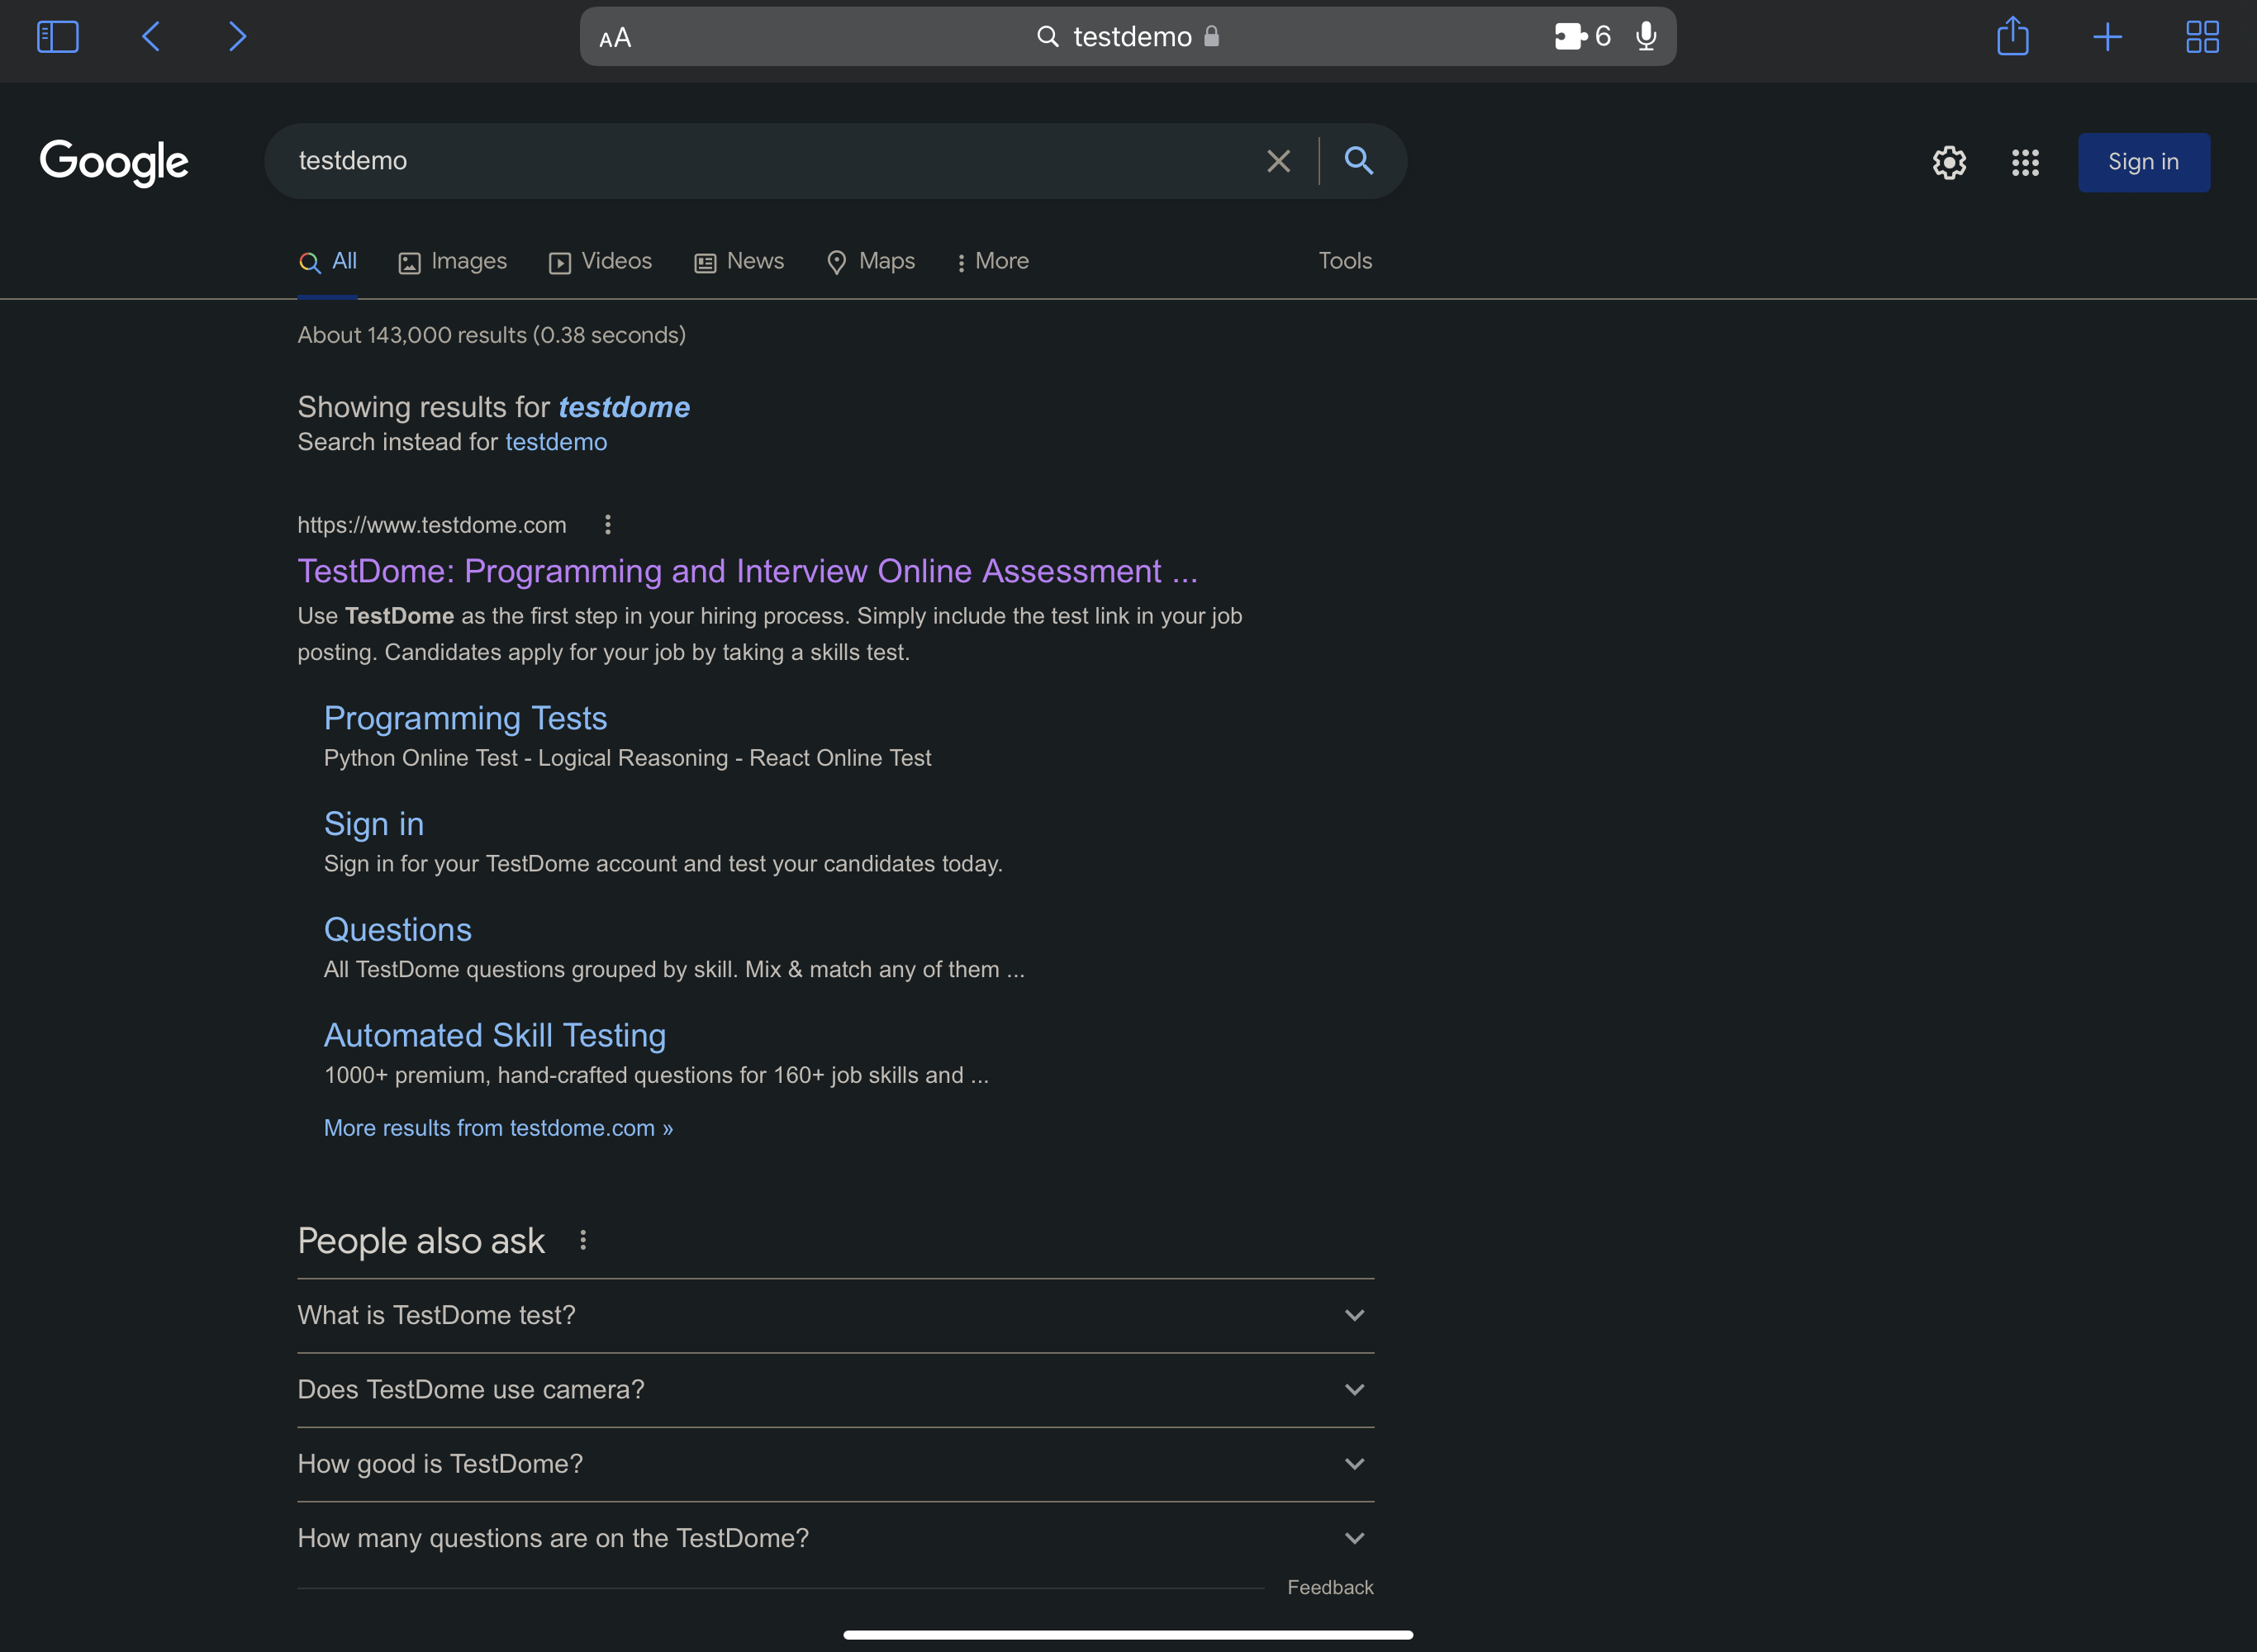 AA
testdemo
6
Google
testdemo
Sign in
All
Images
Videos
News
Maps
More
Tools
About 143,000 results (0.38 seconds)
Showing results for testdome
Search instead for testdemo
https://www.testdome.com
TestDome: Programming and Interview Online Assessment ...
Use TestDome as the first step in your hiring process. Simply include the test link in your job
posting. Candidates apply for your job by taking a skills test.
Programming Tests
Python Online Test - Logical Reasoning - React Online Test
Sign in
Sign in for your TestDome account and test your candidates today.
Questions
All TestDome questions grouped by skill. Mix & match any of them ...
Automated Skill Testing
1000+ premium, hand-crafted questions for 160+ job skills and ...
More results from testdome.com »
People also ask
What is TestDome test?
Does TestDome use camera?
How good is TestDome?
How many questions are on the TestDome?
Feedback